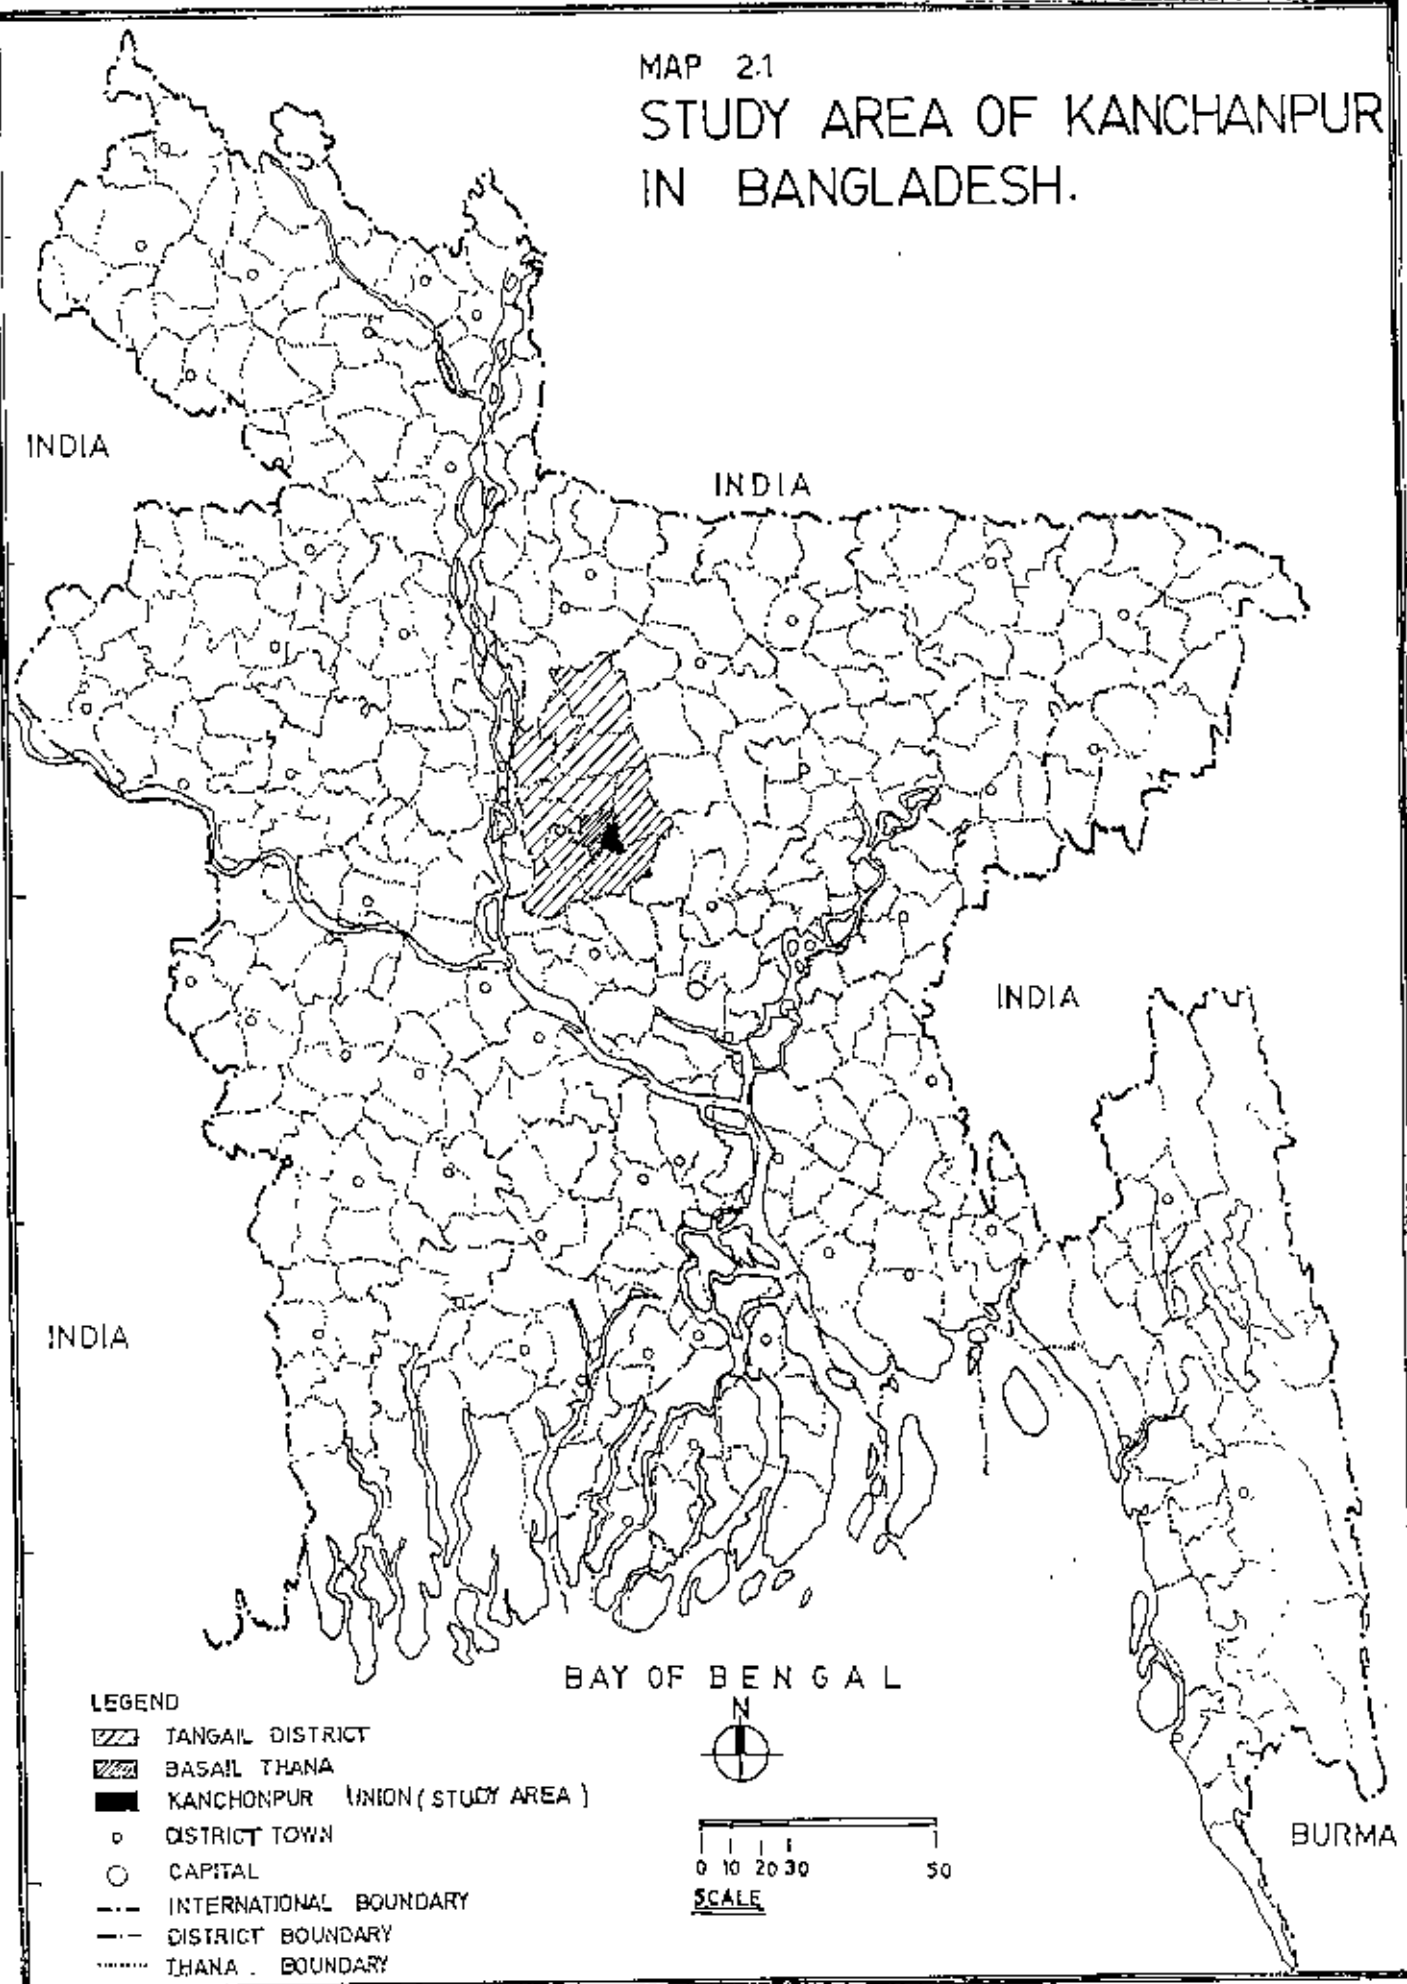 MAP 2.1
STUDY AREA OF KANCHANPUR
IN BANGLADESH.
INDIA
INDIA
INDIA
INDIA
BAY OF BENGAL
N
BURMA
LEGEND
TANGAIL DISTRICT
BASAIL THANA
KANCHONPUR UNION (STUDY AREA)
DISTRICT TOWN
CAPITAL
INTERNATIONAL BOUNDARY
DISTRICT BOUNDARY
THANA . BOUNDARY
0 10 20 30 50
SCALE